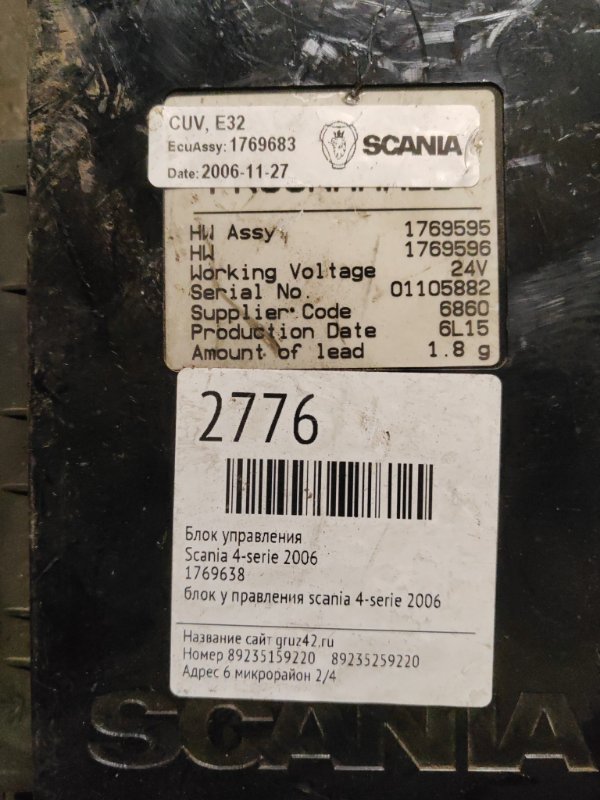 CUV, E32
EcuAssy: 1769683
SCANIA
Date: 2006-11-27
HW Assy 1769595
HW 1769596
Working Voltage 24V
Serial No. 01105882
Supplier Code 6860
Production Date 6L15
Amount of lead 1.8 g
2776
Блок управления
Scania 4-serie 2006
1769638
блок у правления scania 4-serie 2006
Название сайт gruz42.ru
Номер 89235159220 89235259220
Адрес 6 микрорайон 2/4
SCANIA